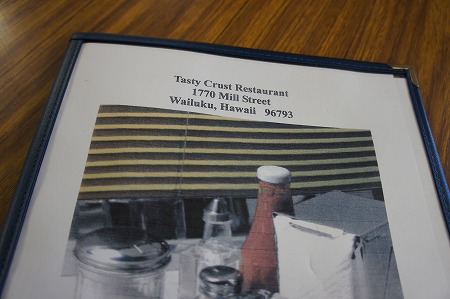 Tasty Crust Restaurant
1770 Mill Street
Wailuku, Hawaii 96793